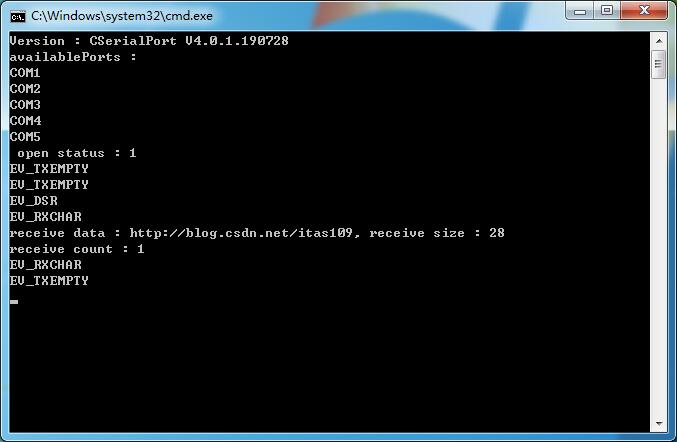 C:\Windows\system32\cmd.exe
Version : CSerialPort V4.0.1.190728
availablePorts :
COM1
COM2
COM3
COM4
COM5
 open status : 1
EV_TXEMPTY
EV_TXEMPTY
EV_DSR
EV_RXCHAR
receive data : http://blog.csdn.net/itas109, receive size : 28
receive count : 1
EV_RXCHAR
EV_TXEMPTY